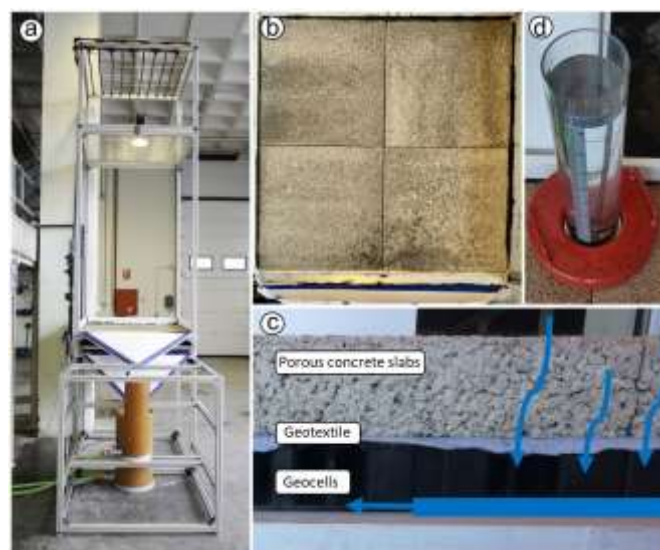 a
b
d
c
Porous concrete slabs
Geotextile
Geocells